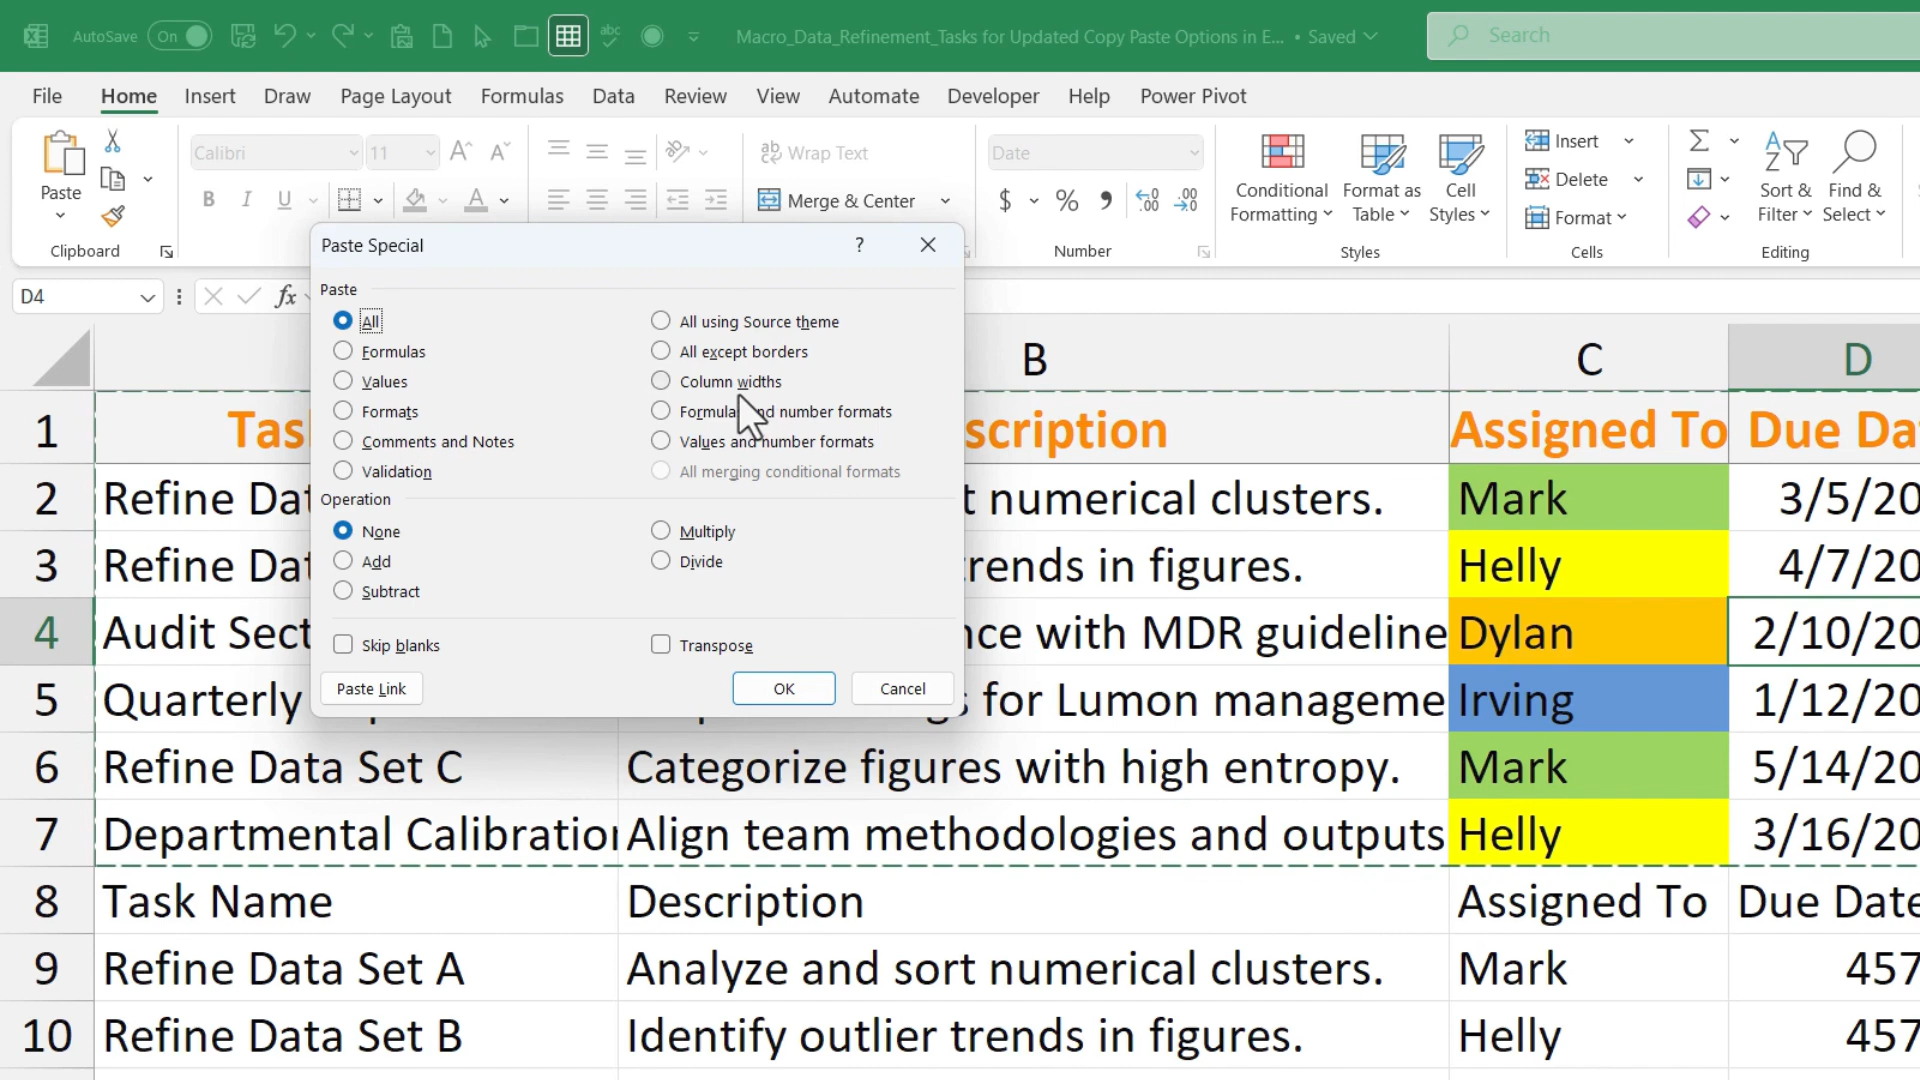 AutoSave On abc Macro_Data_Refinement_Tasks for Updated Copy Paste Options in E... • Saved Search
File Home Insert Draw Page Layout Formulas Data Review View Automate Developer Help Power Pivot
Paste
Calibri 11
B I U
ab Wrap Text
Merge & Center
Date
$ % 9
Conditional Formatting
Format as Table
Cell Styles
Insert
Delete
Format
Sort & Filter
Find & Select
Clipboard Number Styles Cells Editing
D4 fx
Paste Special ?
Paste
All All using Source theme
Formulas All except borders
Values Column widths
Formats number formats
Comments and Notes Values and number formats
Validation All merging conditional formats
Operation
None Multiply
Add Divide
Subtract
Skip blanks Transpose
Paste Link OK Cancel
B C D
1 Tas scription Assigned To Due Da
2 Refine Dat t numerical clusters. Mark 3/5/20
3 Refine Dat trends in figures. Helly 4/7/20
4 Audit Sect nce with MDR guideline Dylan 2/10/20
5 Quarterly for Lumon manageme Irving 1/12/20
6 Refine Data Set C Categorize figures with high entropy. Mark 5/14/20
7 Departmental Calibration Align team methodologies and outputs Helly 3/16/20
8 Task Name Description Assigned To Due Date
9 Refine Data Set A Analyze and sort numerical clusters. Mark 457
10 Refine Data Set B Identify outlier trends in figures. Helly 457